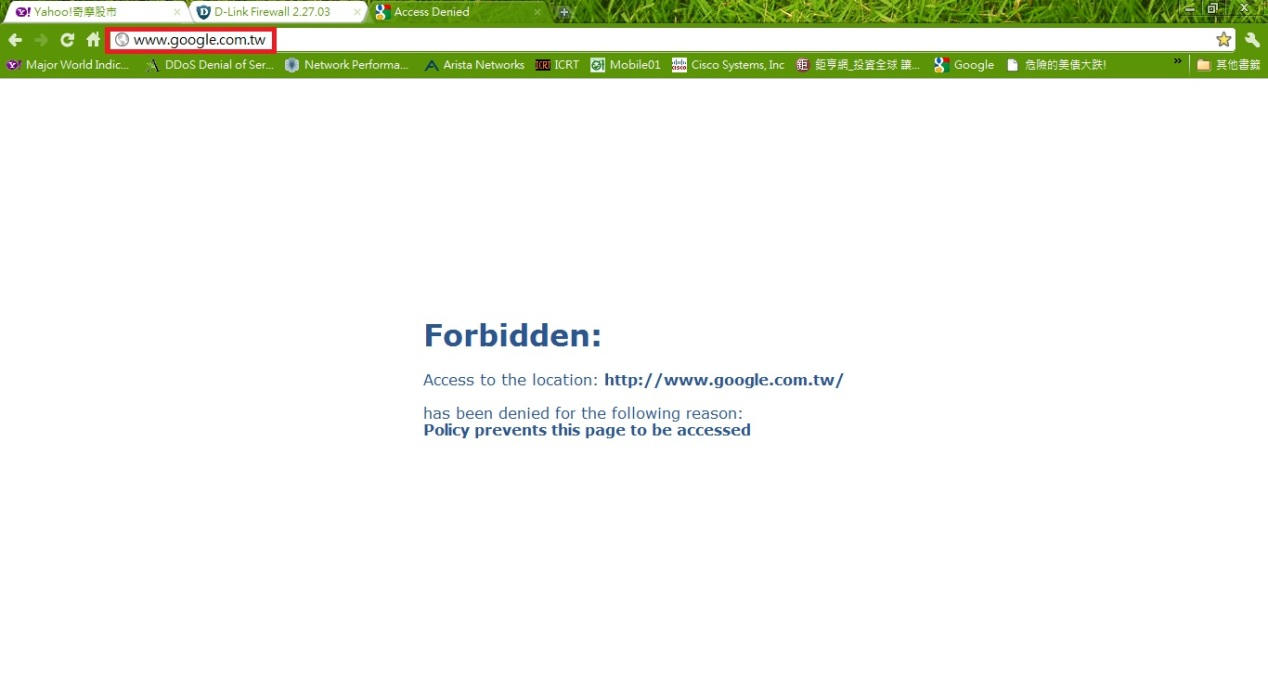 Yahoo!奇摩股市
D-Link Firewall 2.27.03
Access Denied
www.google.com.tw
Major World Indic...
DDoS Denial of Ser...
Network Performa...
Arista Networks
ICRT
Mobile01
Cisco Systems, Inc
鉅亨網_投資全球 讓...
Google
危險的美債大跌!
»
其他書籤
Forbidden:
Access to the location: http://www.google.com.tw/
has been denied for the following reason:
Policy prevents this page to be accessed